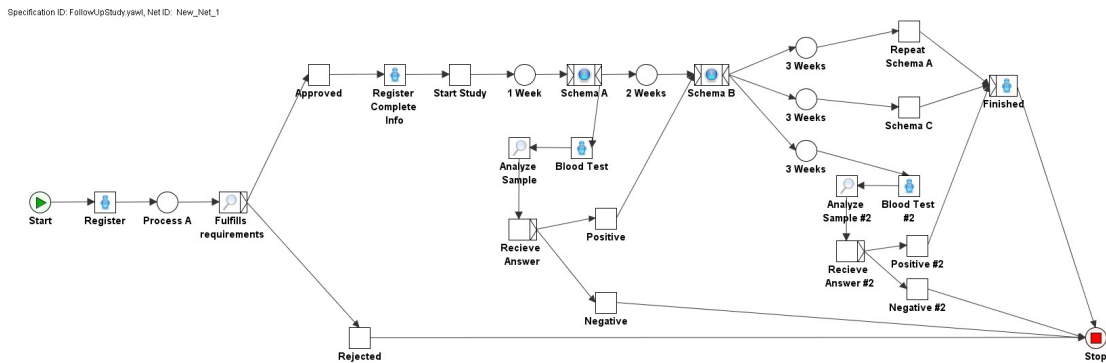 Specification ID: FollowUpStudy.yawl, Net ID: New_Net_1
Repeat
Schema A
3 Weeks
Approved
Register
Complete
Info
Start Study
1 Week
Schema A
2 Weeks
Schema B
Finished
3 Weeks
Schema C
Analyze
Sample
Blood Test
3 Weeks
Start
Register
Process A
Fulfills
requirements
Analyze
Sample #2
Blood Test
#2
Recieve
Answer
Positive
Recieve
Answer #2
Positive #2
Negative
Negative #2
Rejected
Stop